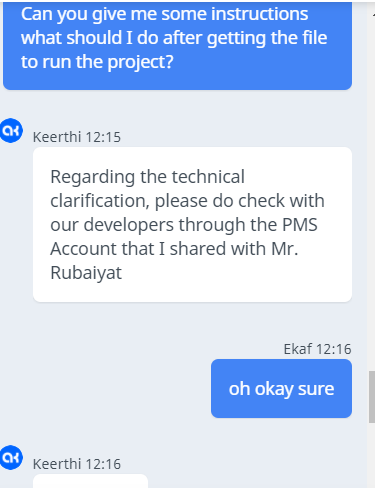 Can you give me some instructions
what should I do after getting the file
to run the project?
Keerthi 12:15
Regarding the technical
clarification, please do check with
our developers through the PMS
Account that I shared with Mr.
Rubaiyat
Ekaf 12:16
oh okay sure
Keerthi 12:16